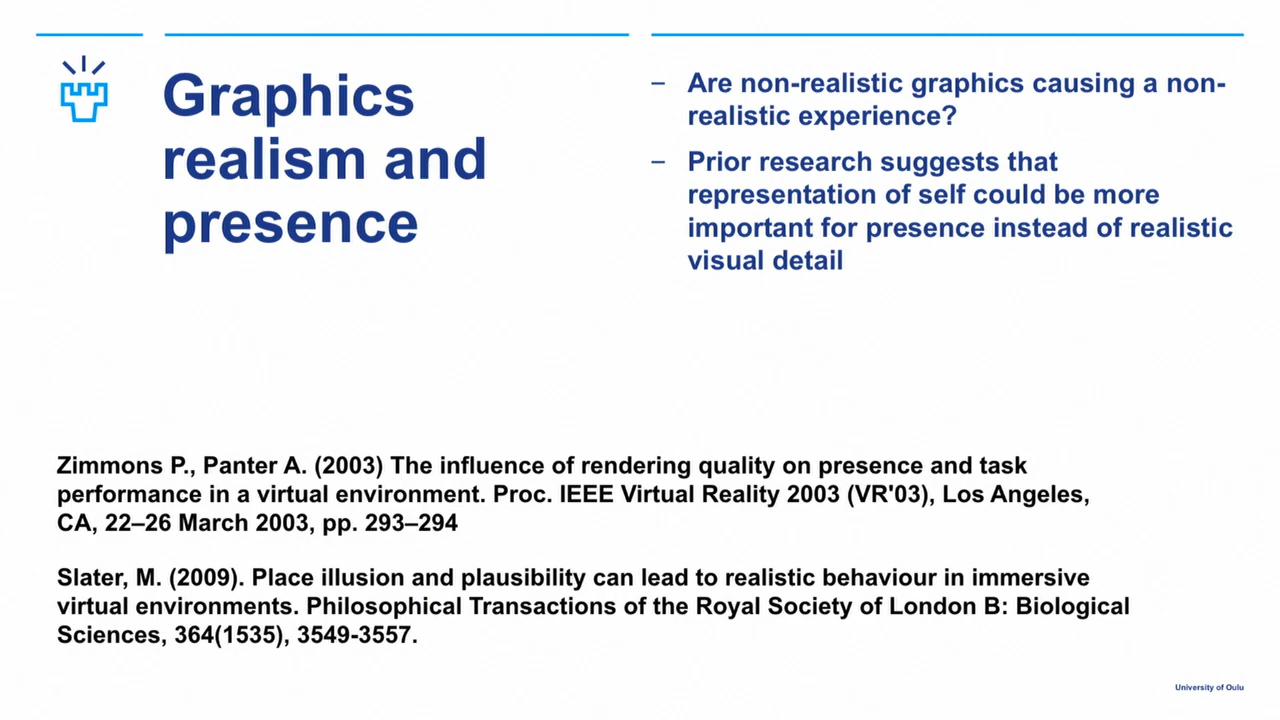 Graphics
realism and
presence
– Are non-realistic graphics causing a non-
realistic experience?
– Prior research suggests that
representation of self could be more
important for presence instead of realistic
visual detail
Zimmons P., Panter A. (2003) The influence of rendering quality on presence and task
performance in a virtual environment. Proc. IEEE Virtual Reality 2003 (VR'03), Los Angeles,
CA, 22–26 March 2003, pp. 293–294
Slater, M. (2009). Place illusion and plausibility can lead to realistic behaviour in immersive
virtual environments. Philosophical Transactions of the Royal Society of London B: Biological
Sciences, 364(1535), 3549-3557.
University of Oulu